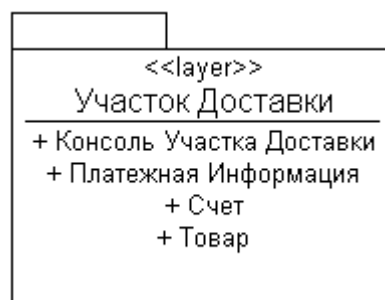 <<layer>>
Участок Доставки
+ Консоль Участка Доставки
+ Платежная Информация
+ Счет
+ Товар